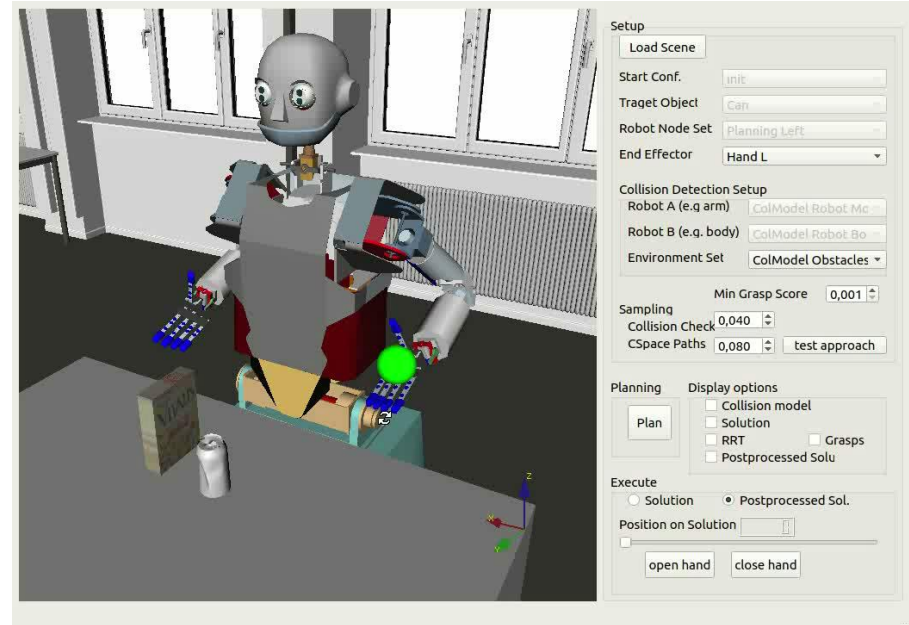 Setup
Load Scene
Start Conf. init
Traget Object Can
Robot Node Set Planning Left
End Effector Hand L
Collision Detection Setup
Robot A (e.g arm) ColModel Robot Mo
Robot B (e.g. body) ColModel Robot Bo
Environment Set ColModel Obstacles
Min Grasp Score 0,001
Sampling
Collision Check 0,040
CSpace Paths 0,080 test approach
Planning Display options
Collision model
Plan Solution
RRT Grasps
Postprocessed Solu
Execute
Solution Postprocessed Sol.
Position on Solution
open hand close hand
z
x
y